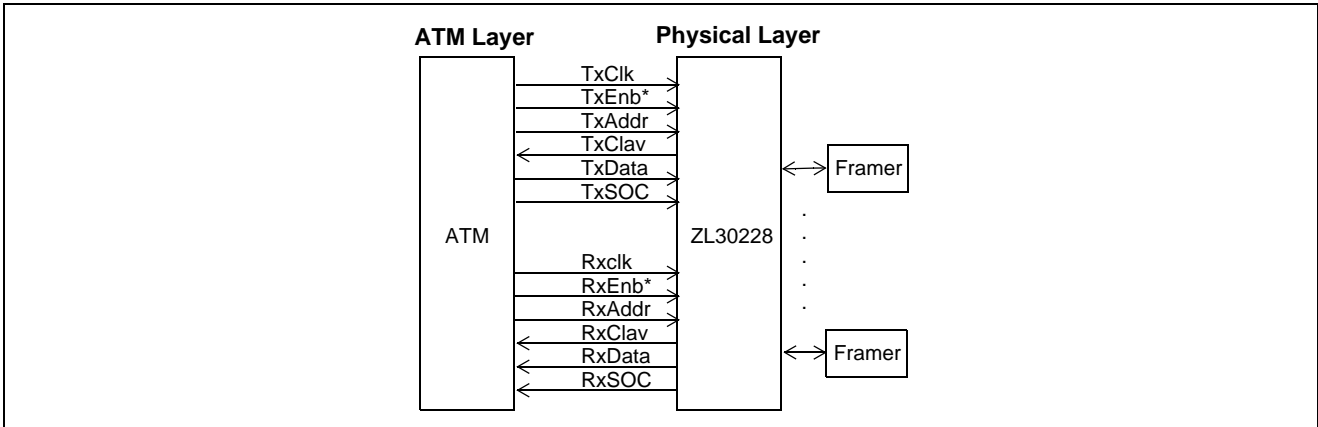 ATM Layer
Physical Layer
TxClk
TxEnb*
TxAddr
TxClav
TxData
TxSOC
Framer
ATM
ZL30228
Rxclk
RxEnb*
RxAddr
RxClav
RxData
RxSOC
Framer